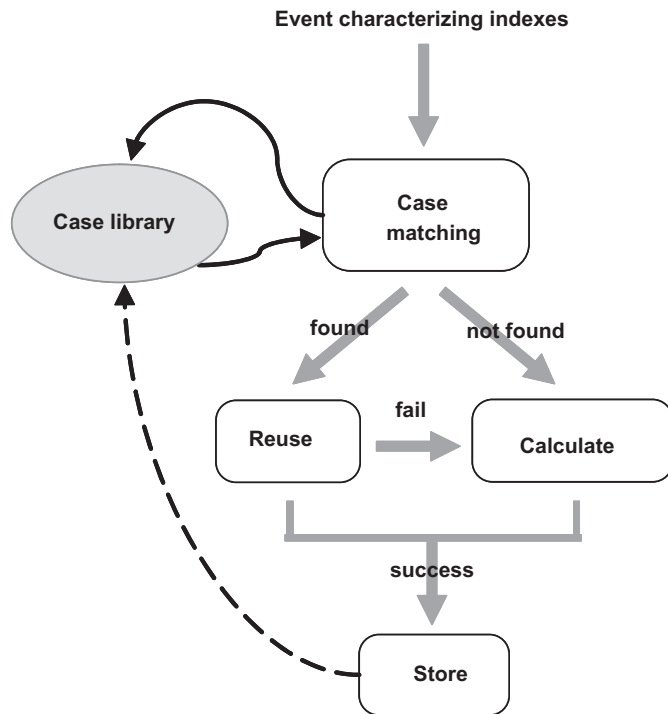 Event characterizing indexes
Case library
Case
matching
found
not found
Reuse
fail
Calculate
success
Store